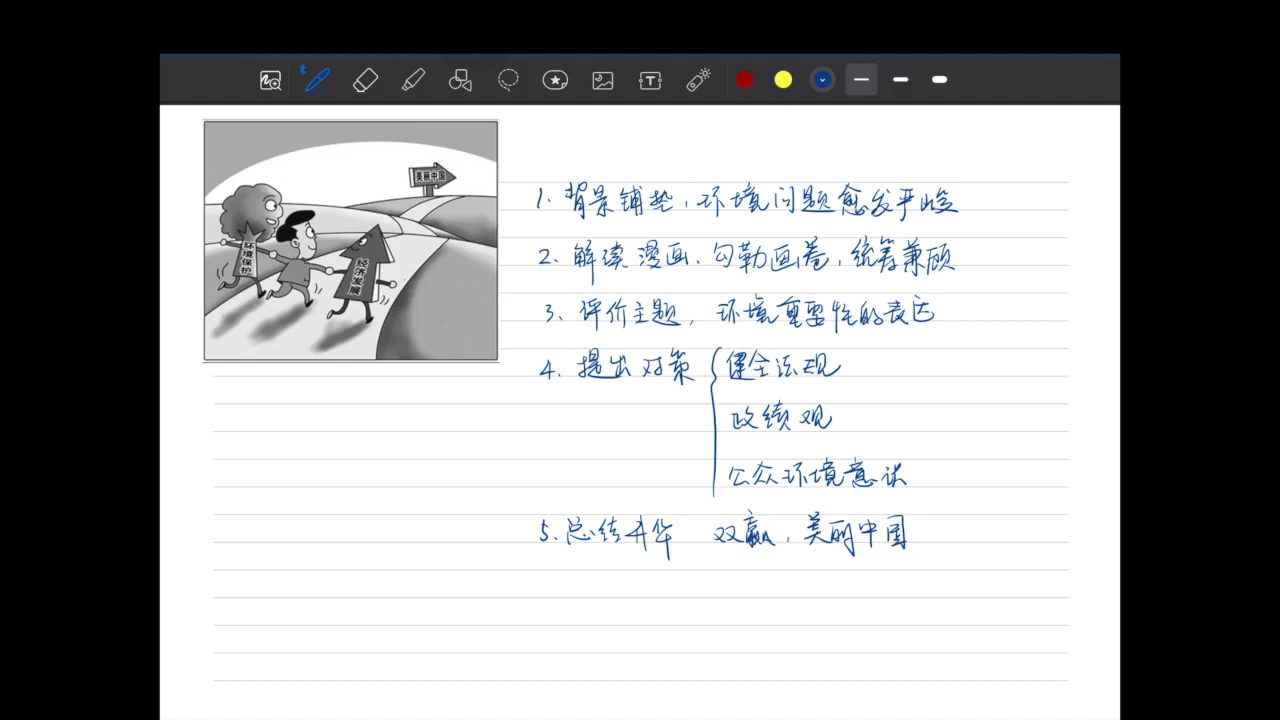 美丽中国
环境保护
经济发展
1. 背景铺垫,环境问题愈发严峻
2. 解读漫画、勾勒画卷,统筹兼顾
3. 评价主题,环境重要性的表达
4. 提出对策 { 健全法规
政绩观
公众环境意识
5. 总结升华 双赢,美丽中国